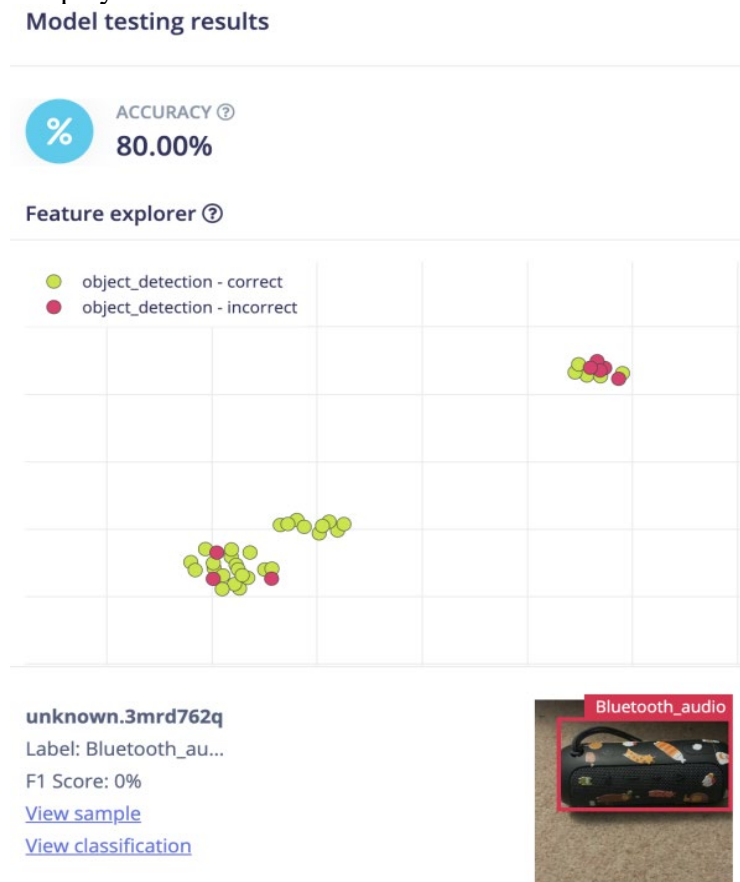 Model testing results
%
ACCURACY ?
80.00%
Feature explorer ?
object_detection - correct
object_detection - incorrect
unknown.3mrd762q
Label: Bluetooth_au...
F1 Score: 0%
View sample
View classification
Bluetooth_audio